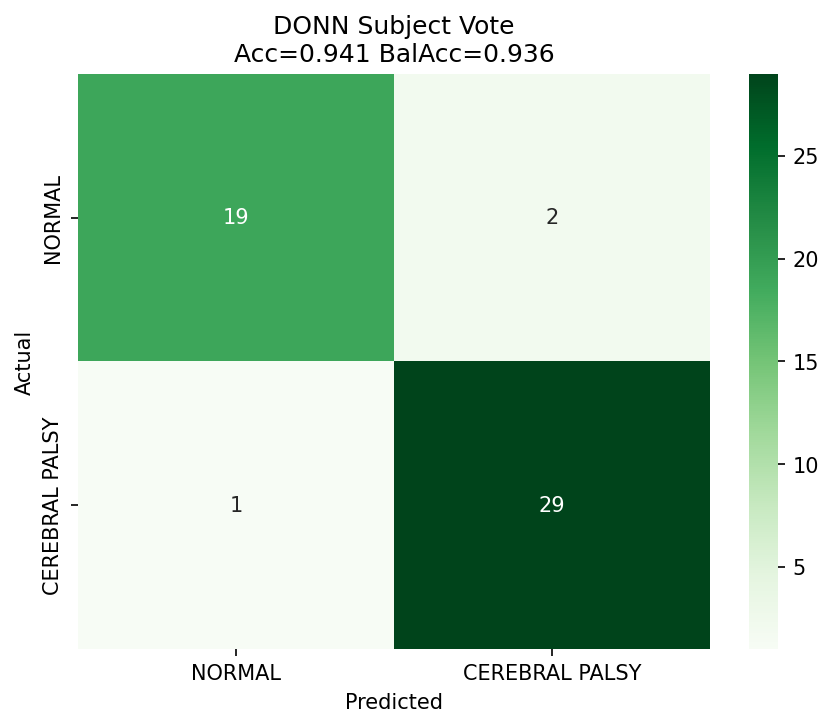 DONN Subject Vote
Acc=0.941 BalAcc=0.936
Actual
NORMAL
CEREBRAL PALSY
19
2
1
29
NORMAL
CEREBRAL PALSY
Predicted
25
20
15
10
5